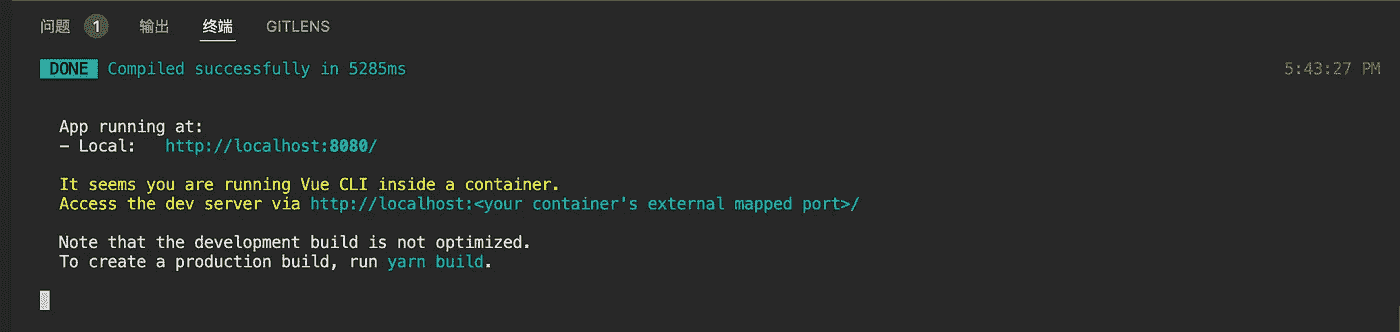 问题 1 输出 终端 GITLENS
DONE Compiled successfully in 5285ms 5:43:27 PM
App running at:
- Local: http://localhost:8080/
It seems you are running Vue CLI inside a container.
Access the dev server via http://localhost:<your container's external mapped port>/
Note that the development build is not optimized.
To create a production build, run yarn build.